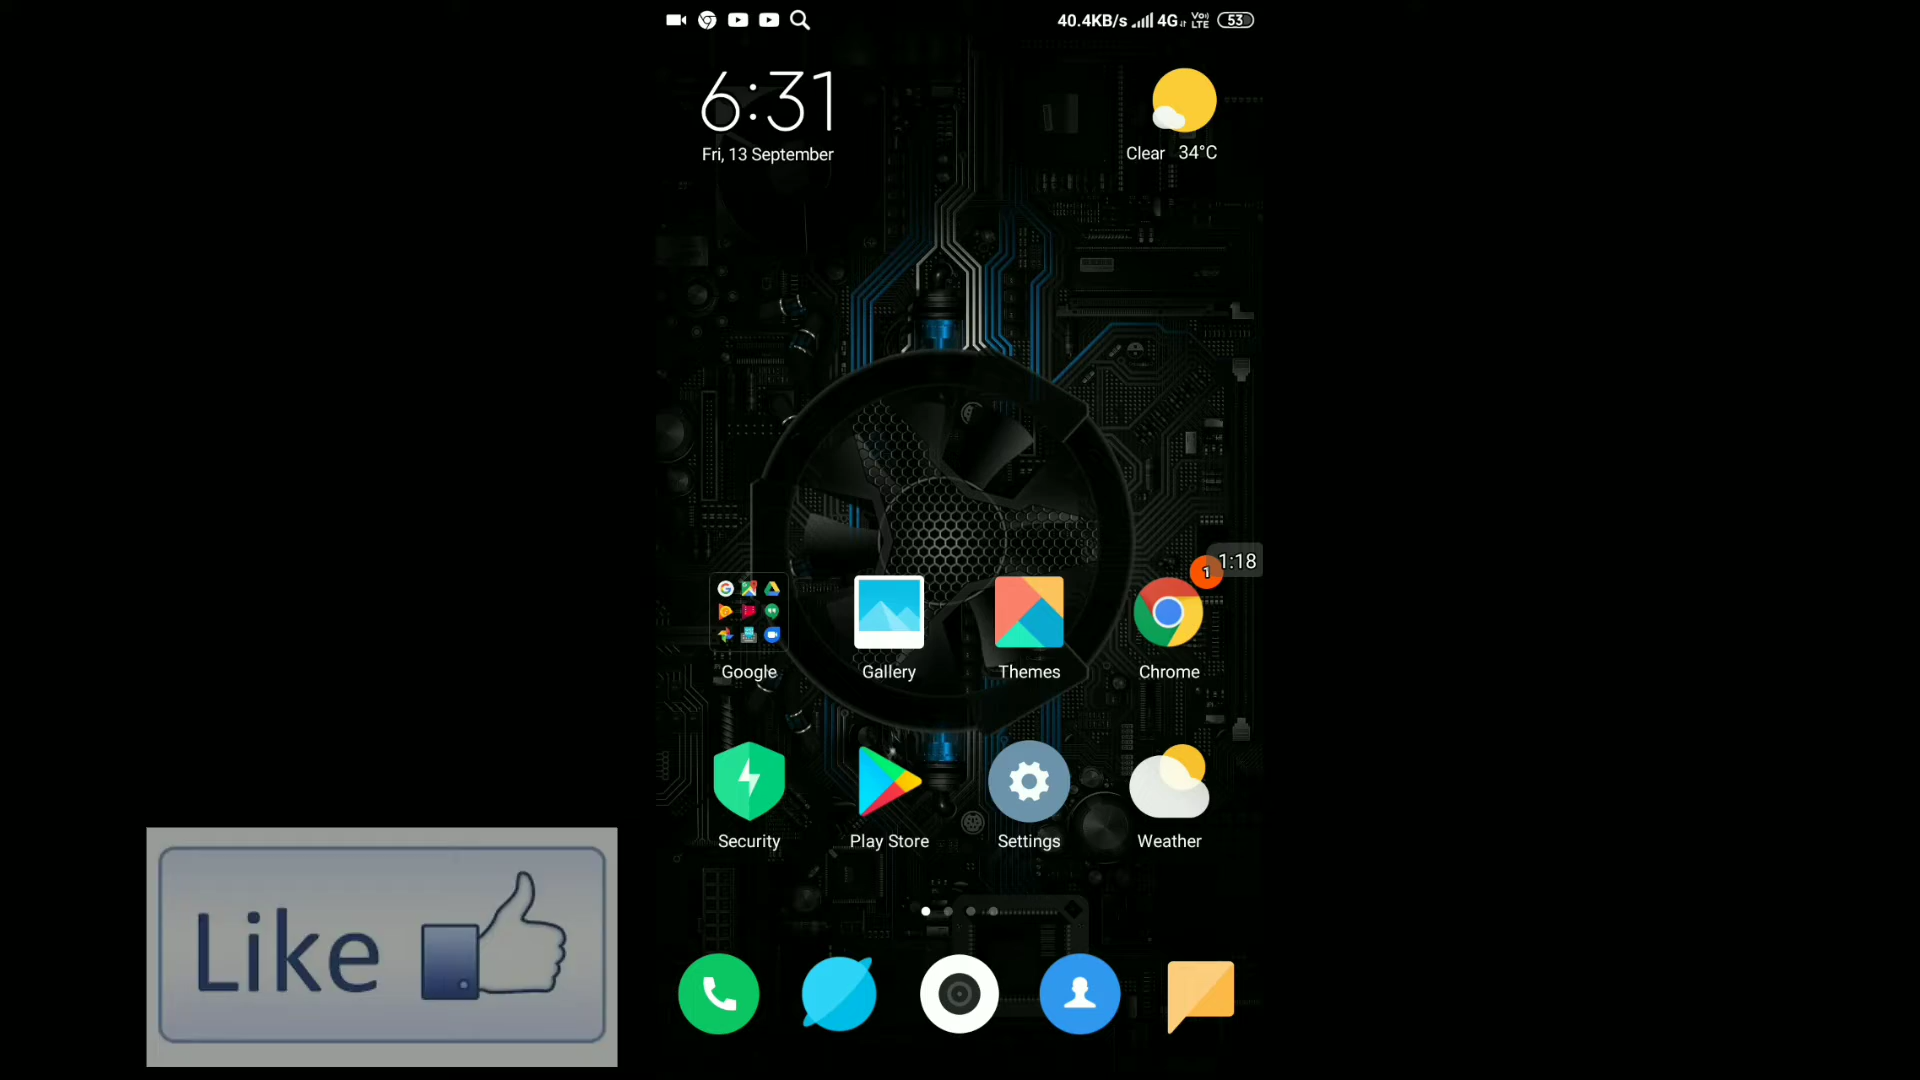 40.4KB/s 4G Vo) LTE 53
6:31
Fri, 13 September
Clear 34°C
1:18
1
Google Gallery Themes Chrome
Security Play Store Settings Weather
Like